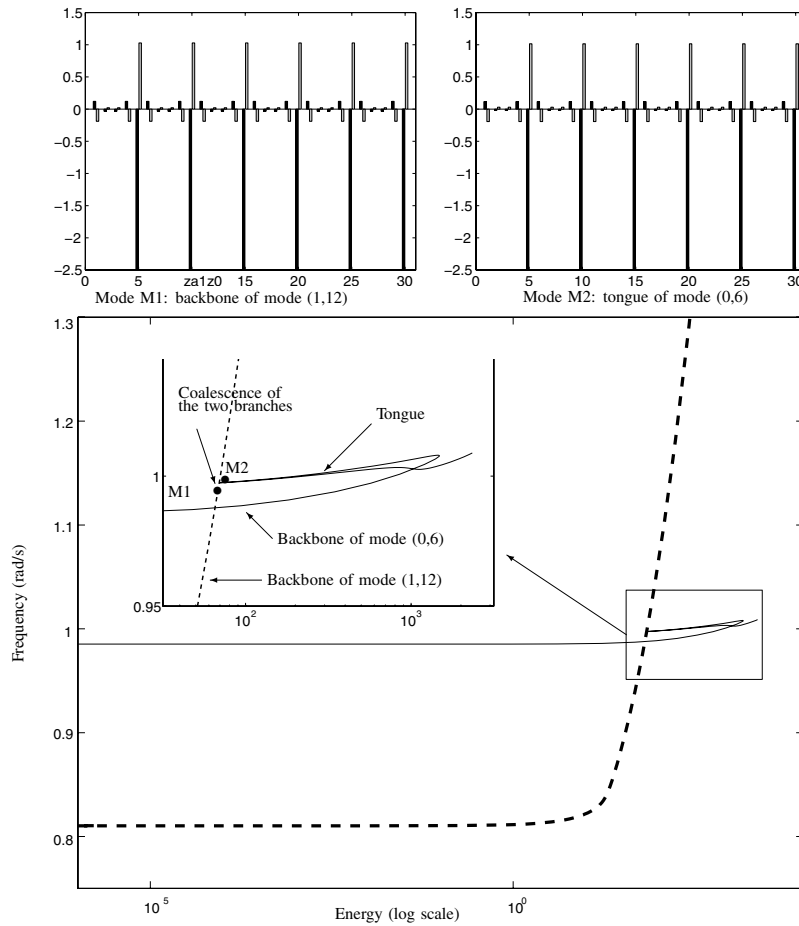 1.5 1.5
1 1
0.5 0.5
0 0
−0.5 −0.5
−1 −1
−1.5 −1.5
−2 −2
−2.5 −2.5
0 5 za1z0 15 20 25 30 0 5 10 15 20 25 30
Mode M1: backbone of mode (1,12) Mode M2: tongue of mode (0,6)
1.3
Coalescence of
the two branches
Tongue
1.2
1
M2
M1
Backbone of mode (0,6)
1.1
Backbone of mode (1,12)
0.95
10² 10³
Frequency (rad/s)
1
0.9
0.8
10⁵ 10⁰
Energy (log scale)